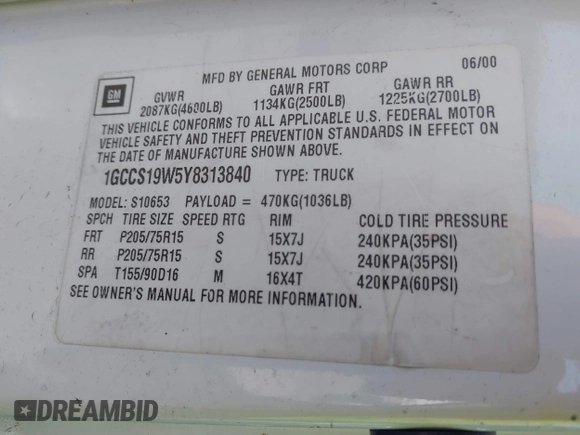 MFD BY GENERAL MOTORS CORP 06/00
GM
GVWR GAWR FRT GAWR RR
2087KG(4600LB) 1134KG(2500LB) 1225KG(2700LB)
THIS VEHICLE CONFORMS TO ALL APPLICABLE U.S. FEDERAL MOTOR
VEHICLE SAFETY AND THEFT PREVENTION STANDARDS IN EFFECT ON
THE DATE OF MANUFACTURE SHOWN ABOVE.
1GCCS19W5Y8313840 TYPE: TRUCK
MODEL: S10653 PAYLOAD = 470KG(1036LB)
SPCH TIRE SIZE SPEED RTG RIM COLD TIRE PRESSURE
FRT P205/75R15 S 15X7J 240KPA(35PSI)
RR P205/75R15 S 15X7J 240KPA(35PSI)
SPA T155/90D16 M 16X4T 420KPA(60PSI)
SEE OWNER'S MANUAL FOR MORE INFORMATION.
DREAMBID